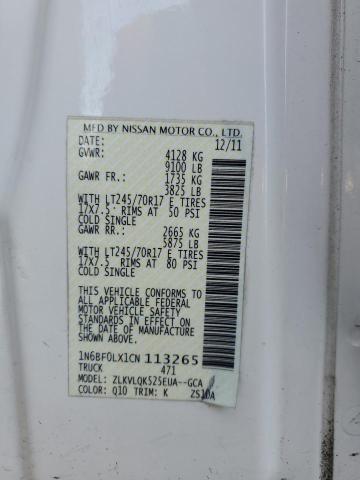 MFD BY NISSAN MOTOR CO., LTD.
DATE: 12/11
GVWR: 4128 KG
9100 LB
GAWR FR: 1735 KG
3825 LB
WITH LT245/70R17 E TIRES
17X7.5 RIMS AT 50 PSI
COLD SINGLE
GAWR RR: 2665 KG
5875 LB
WITH LT245/70R17 E TIRES
17X7.5 RIMS AT 80 PSI
COLD SINGLE
THIS VEHICLE CONFORMS TO
ALL APPLICABLE FEDERAL
MOTOR VEHICLE SAFETY
STANDARDS IN EFFECT ON
THE DATE OF MANUFACTURE
SHOWN ABOVE.
1N6BF0LX1CN 113265
TRUCK 471
MODEL: ZLKVLQK525EUA--GCA
COLOR: Q10 TRIM: K